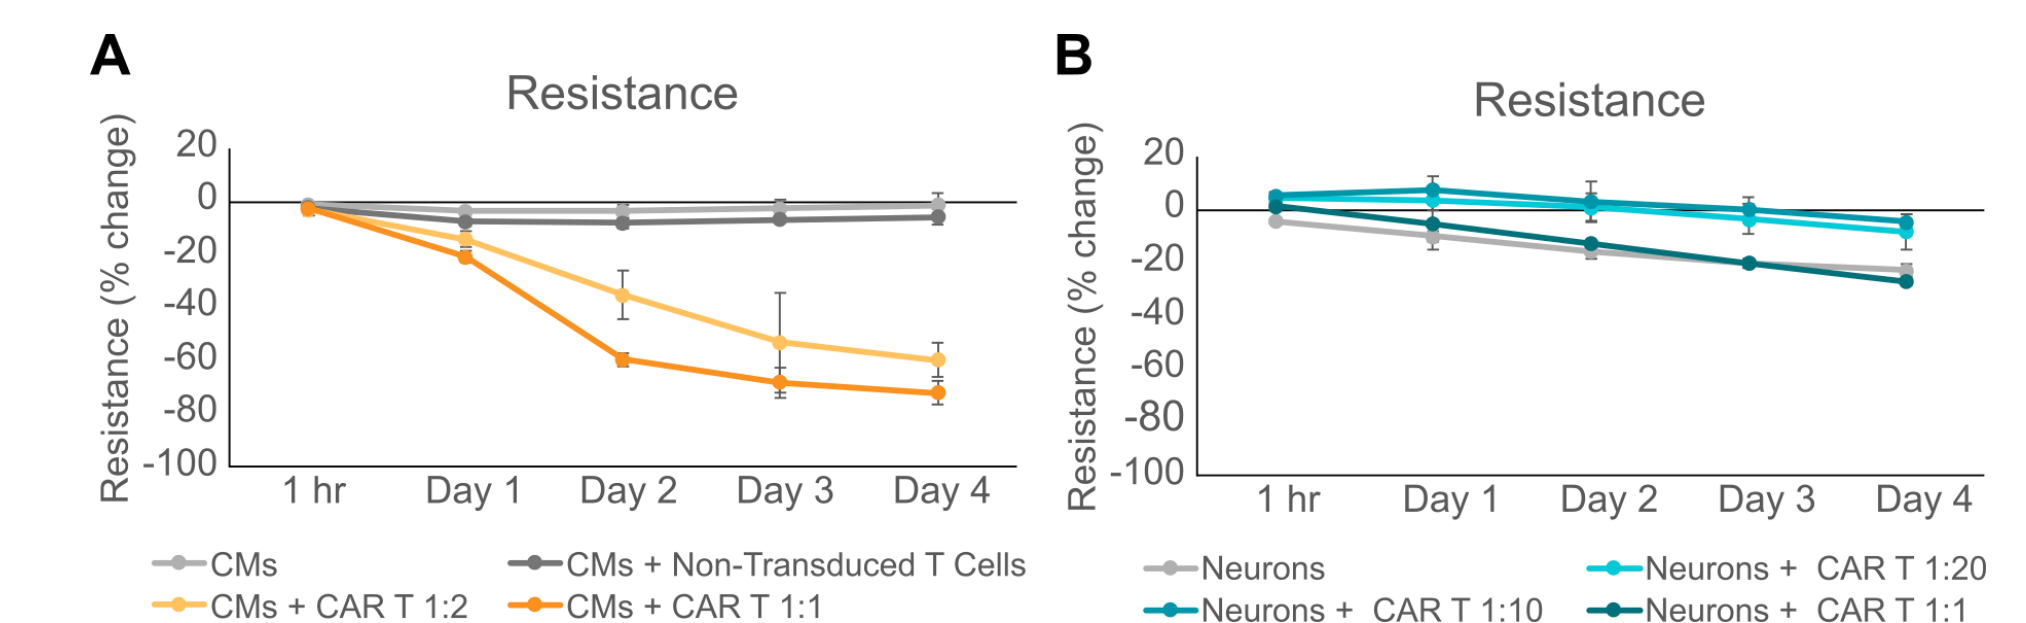 A
Resistance
Resistance (% change)
20
0
-20
-40
-60
-80
-100
1 hr Day 1 Day 2 Day 3 Day 4
CMs CMs + Non-Transduced T Cells
CMs + CAR T 1:2 CMs + CAR T 1:1
B
Resistance
Resistance (% change)
20
0
-20
-40
-60
-80
-100
1 hr Day 1 Day 2 Day 3 Day 4
Neurons Neurons + CAR T 1:20
Neurons + CAR T 1:10 Neurons + CAR T 1:1